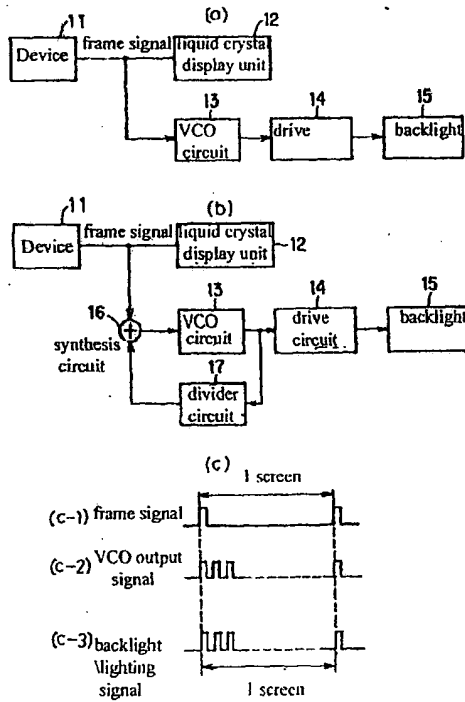 (a)
11
Device
frame signal
liquid crystal
display unit
12
13
VCO
circuit
14
drive
15
backlight
(b)
11
Device
frame signal
liquid crystal
display unit
12
16
synthesis
circuit
13
VCO
circuit
14
drive
circuit
15
backlight
17
divider
circuit
(c)
1 screen
(c-1) frame signal
(c-2) VCO output
signal
(c-3) backlight
\lighting
signal
1 screen